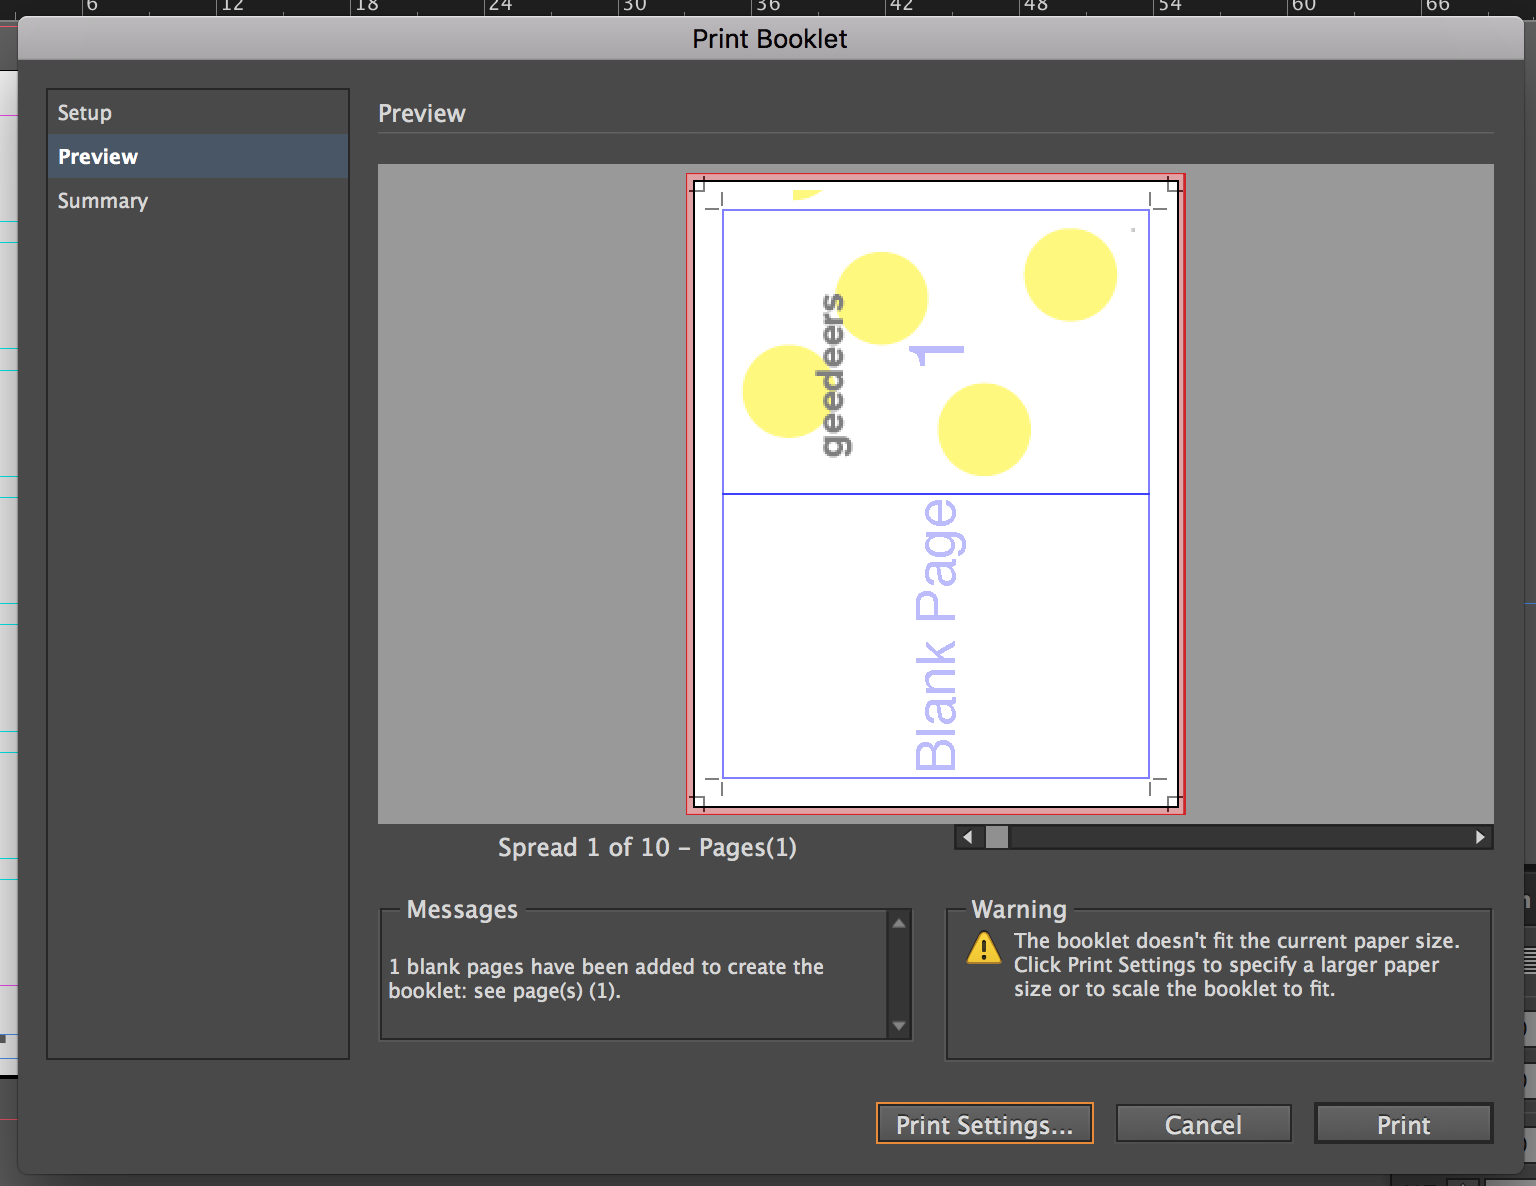 6 12 18 24 30 36 42 48 54 60 66
Print Booklet
Setup
Preview
Summary
Preview
geedeers
1
Blank Page
Spread 1 of 10 – Pages(1)
Messages
1 blank pages have been added to create the
booklet: see page(s) (1).
Warning
The booklet doesn't fit the current paper size.
Click Print Settings to specify a larger paper
size or to scale the booklet to fit.
Print Settings...
Cancel
Print